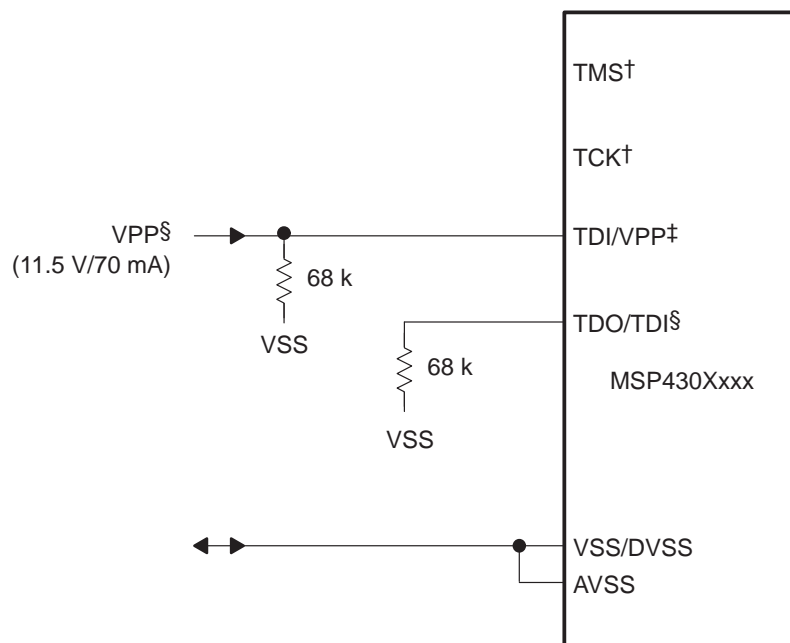 TMS†
TCK†
VPP§
(11.5 V/70 mA)
TDI/VPP‡
68 k
VSS
TDO/TDI§
68 k
VSS
MSP430Xxxx
VSS/DVSS
AVSS